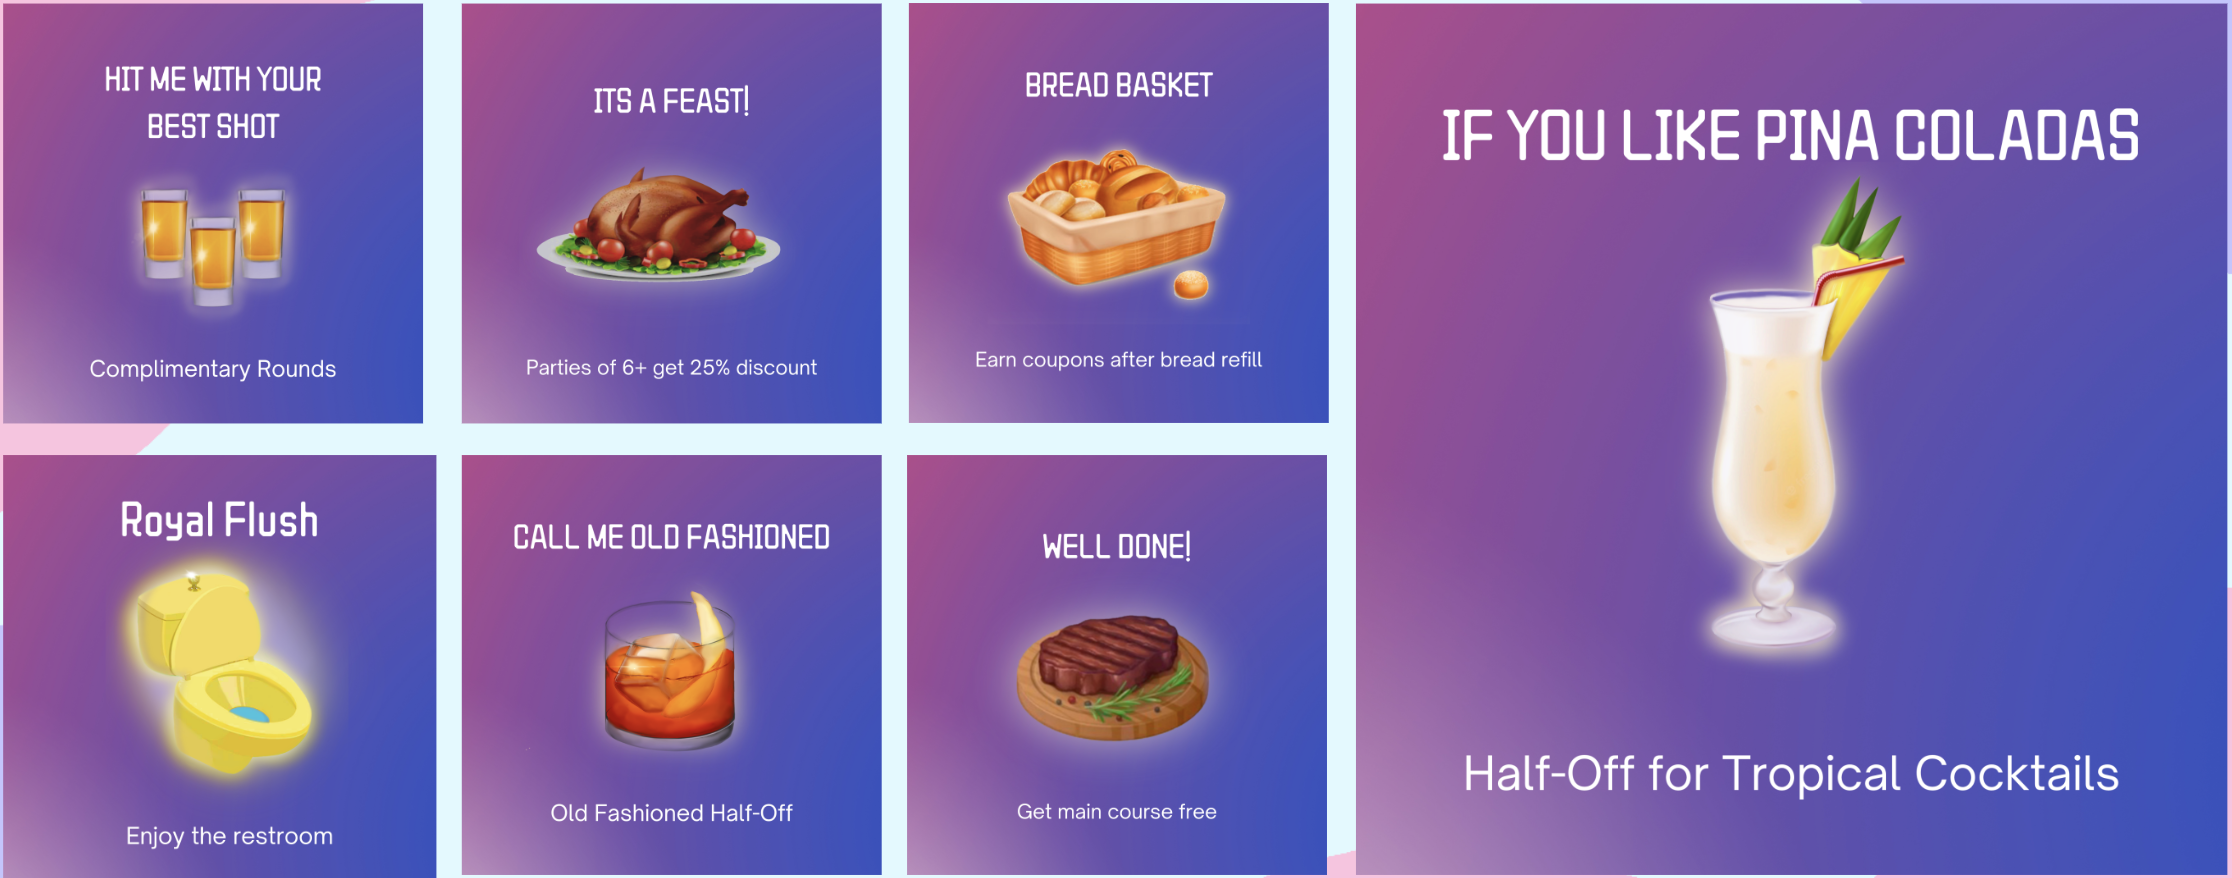 HIT ME WITH YOUR
BEST SHOT
Complimentary Rounds
ITS A FEAST!
Parties of 6+ get 25% discount
BREAD BASKET
Earn coupons after bread refill
IF YOU LIKE PINA COLADAS
Half-Off for Tropical Cocktails
Royal Flush
Enjoy the restroom
CALL ME OLD FASHIONED
Old Fashioned Half-Off
WELL DONE!
Get main course free